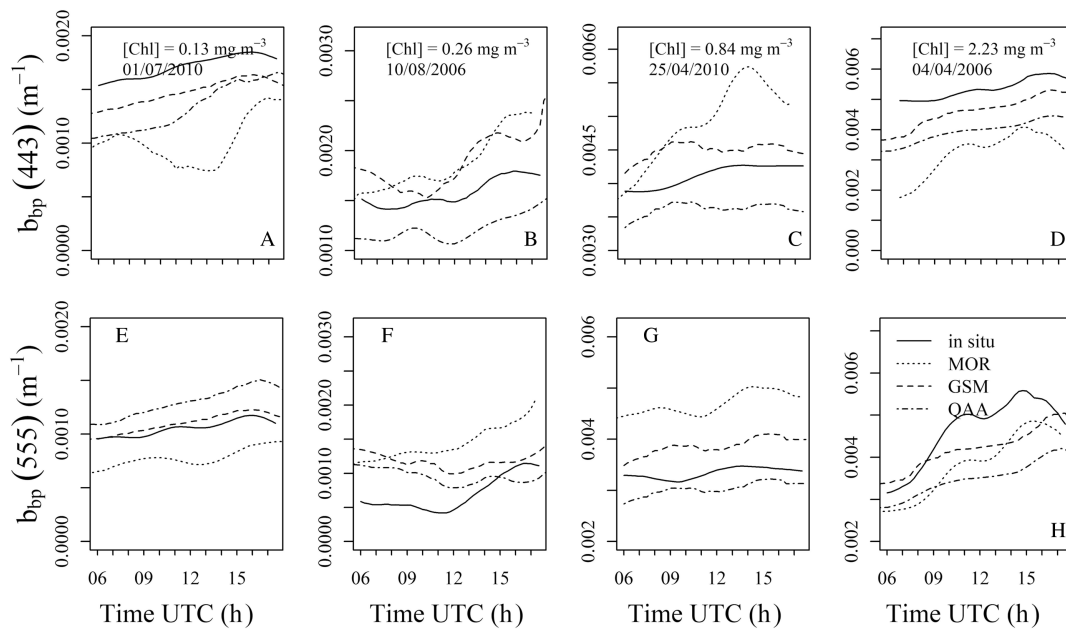 b_bp (443) (m⁻¹)
0.0000 0.0010 0.0020
[Chl] = 0.13 mg m⁻³
01/07/2010
A
0.0010 0.0020 0.0030
[Chl] = 0.26 mg m⁻³
10/08/2006
B
0.0030 0.0045 0.0060
[Chl] = 0.84 mg m⁻³
25/04/2010
C
0.000 0.002 0.004 0.006
[Chl] = 2.23 mg m⁻³
04/04/2006
D
b_bp (555) (m⁻¹)
0.0000 0.0010 0.0020
E
0.0000 0.0010 0.0020 0.0030
F
0.002 0.004 0.006
G
0.002 0.004 0.006
in situ
MOR
GSM
QAA
H
06 09 12 15
06 09 12 15
06 09 12 15
06 09 12 15
Time UTC (h)
Time UTC (h)
Time UTC (h)
Time UTC (h)